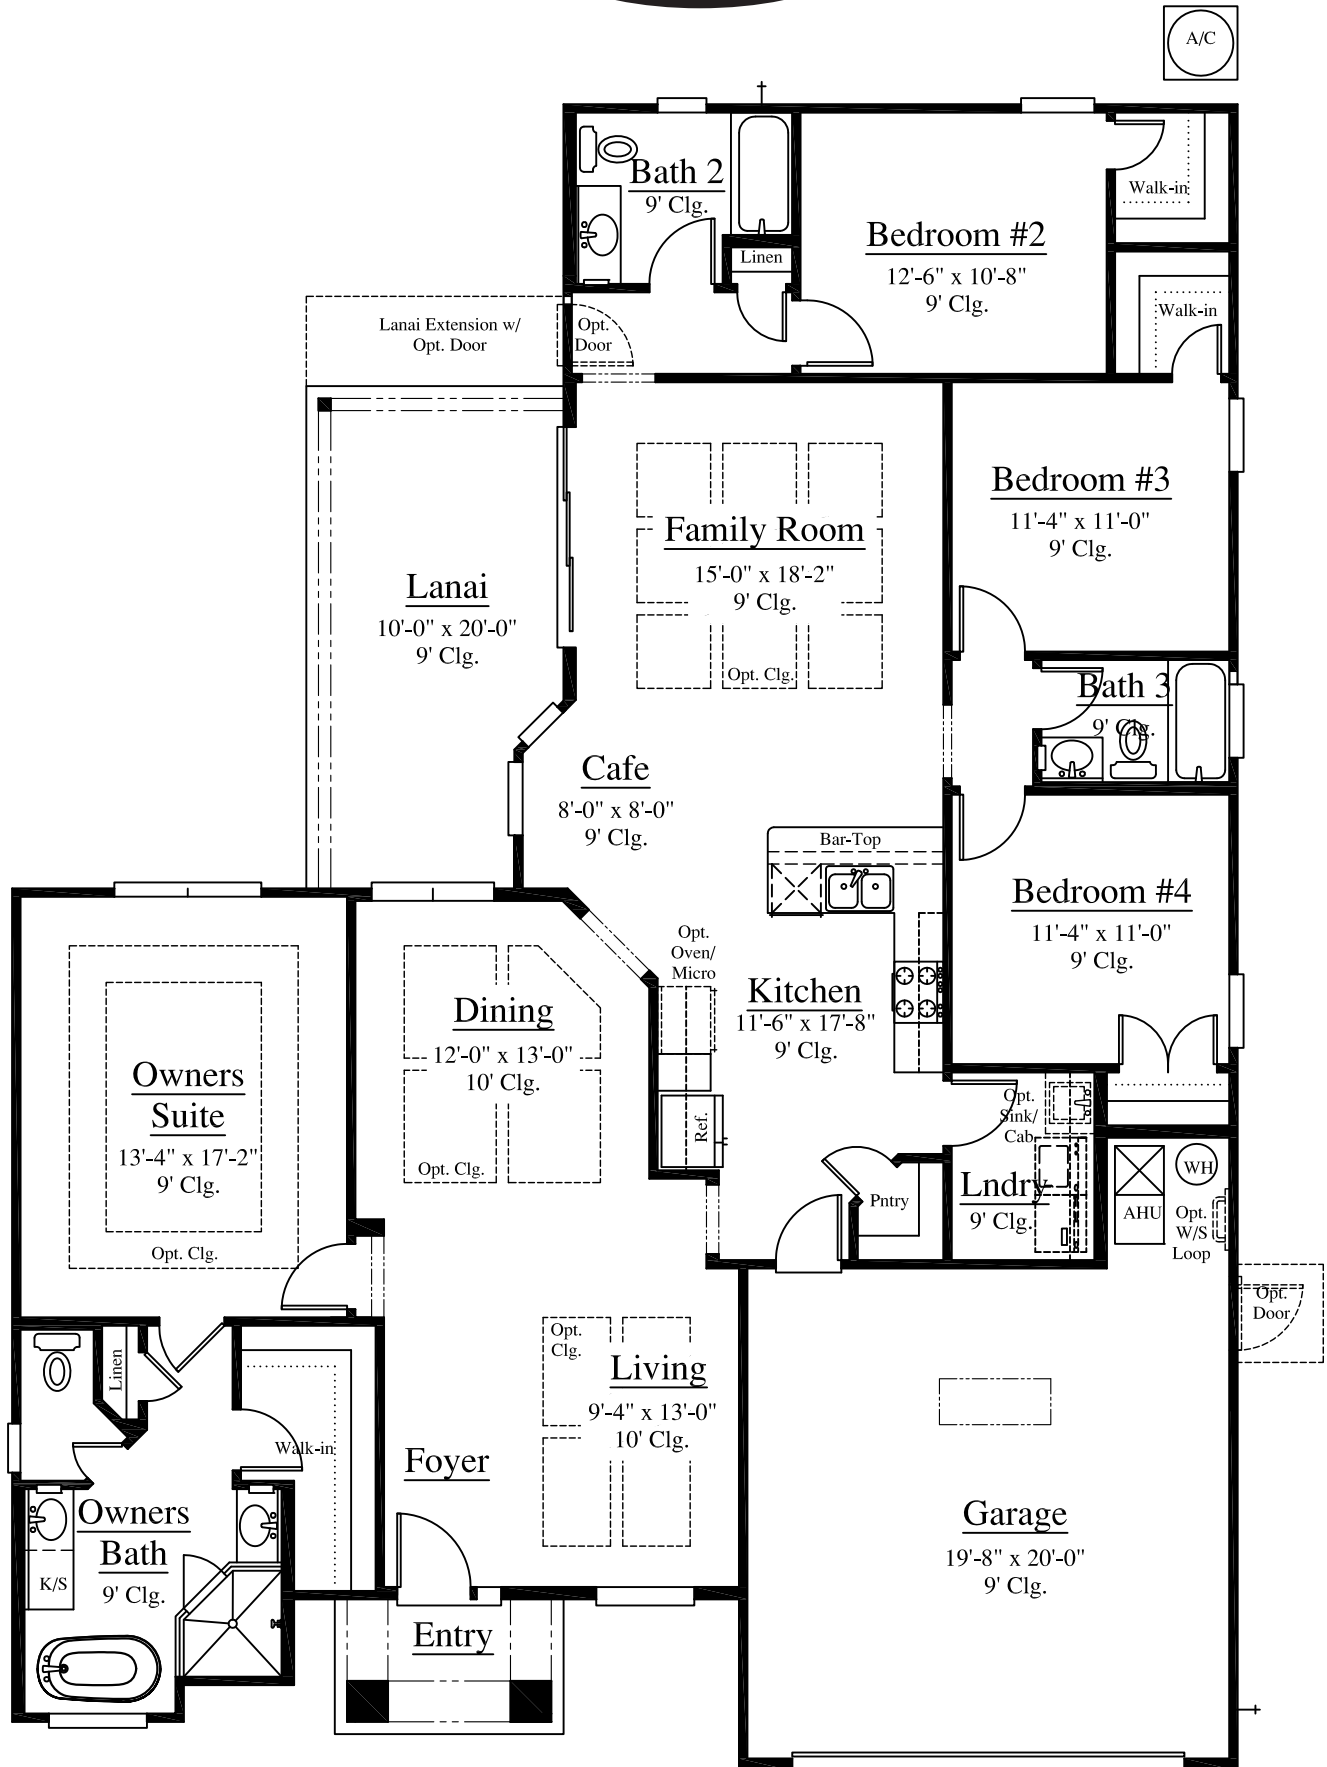 A/C
Bath 2
9' Clg.
Linen
Bedroom #2
12'-6" x 10'-8"
9' Clg.
Walk-in
Walk-in
Lanai Extension w/
Opt. Door
Opt.
Door
Family Room
15'-0" x 18'-2"
9' Clg.
Opt. Clg.
Bedroom #3
11'-4" x 11'-0"
9' Clg.
Lanai
10'-0" x 20'-0"
9' Clg.
Bath 3
9' Clg.
Cafe
8'-0" x 8'-0"
9' Clg.
Bar-Top
Bedroom #4
11'-4" x 11'-0"
9' Clg.
Opt.
Oven/
Micro
Kitchen
11'-6" x 17'-8"
9' Clg.
Ref.
Dining
12'-0" x 13'-0"
10' Clg.
Opt. Clg.
Owners
Suite
13'-4" x 17'-2"
9' Clg.
Opt. Clg.
Opt.
Sink/
Cab.
Lndry
9' Clg.
Pntry
WH
AHU
Opt.
W/S
Loop
Opt.
Door
Opt.
Clg.
Living
9'-4" x 13'-0"
10' Clg.
Linen
Walk-in
Foyer
Owners
Bath
9' Clg.
K/S
Entry
Garage
19'-8" x 20'-0"
9' Clg.